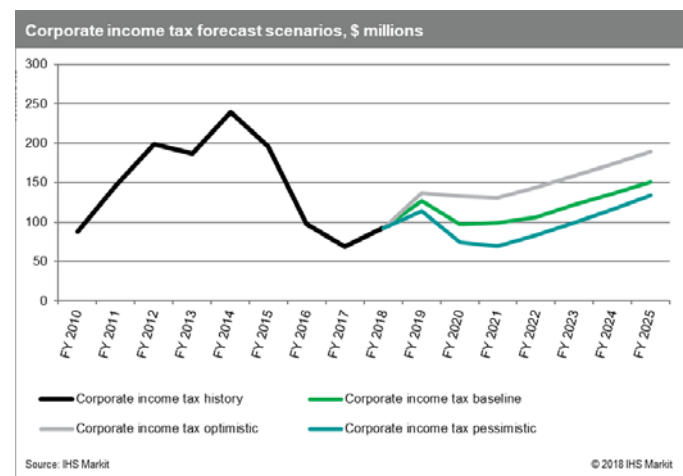 Corporate income tax forecast scenarios, $ millions
300
250
200
150
100
50
0
FY 2010
FY 2011
FY 2012
FY 2013
FY 2014
FY 2015
FY 2016
FY 2017
FY 2018
FY 2019
FY 2020
FY 2021
FY 2022
FY 2023
FY 2024
FY 2025
Corporate income tax history
Corporate income tax baseline
Corporate income tax optimistic
Corporate income tax pessimistic
Source: IHS Markit
© 2018 IHS Markit